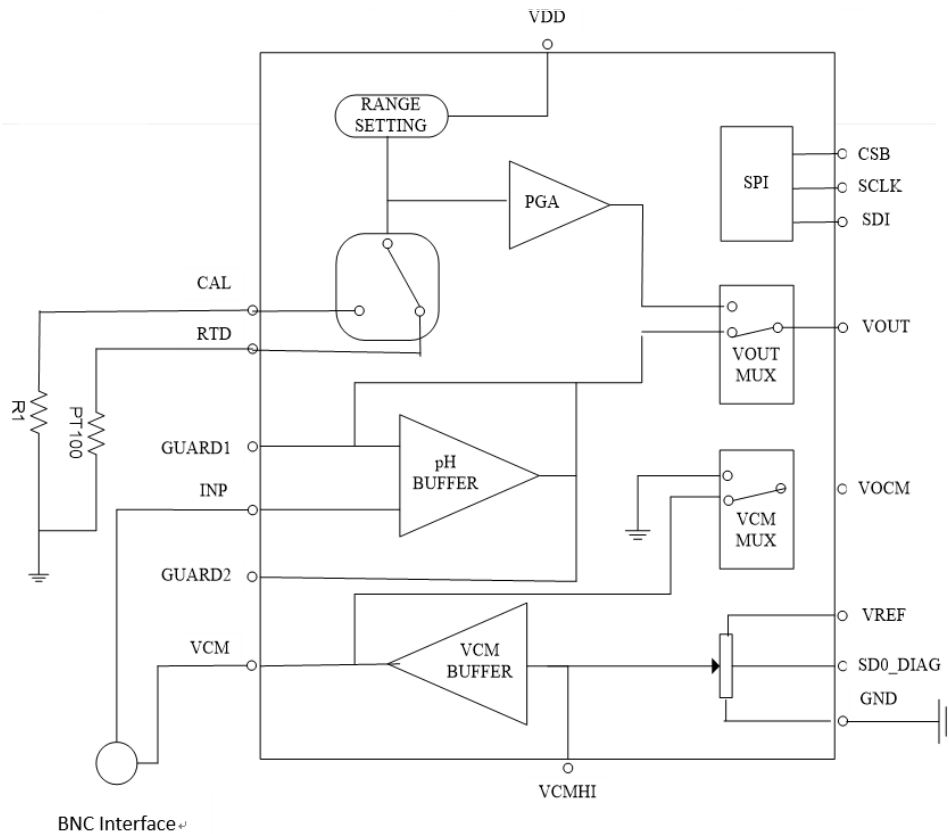 VDD
RANGE
SETTING
PGA
SPI
CSB
SCLK
SDI
CAL
RTD
VOUT
VOUT
MUX
R1
PT100
GUARD1
pH
BUFFER
INP
VOCM
VCM
MUX
GUARD2
VREF
VCM
VCM
BUFFER
SD0_DIAG
GND
VCMHI
BNC Interface